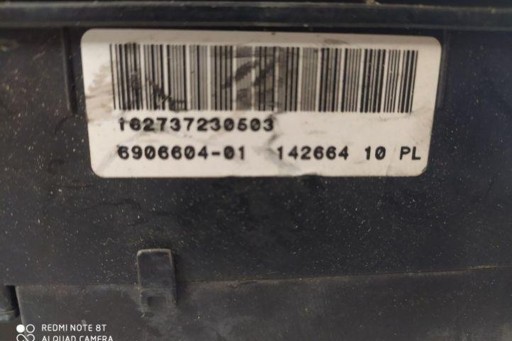 162737230503
6906604-01 142664 10 PL
REDMI NOTE 8T
AI QUAD CAMERA